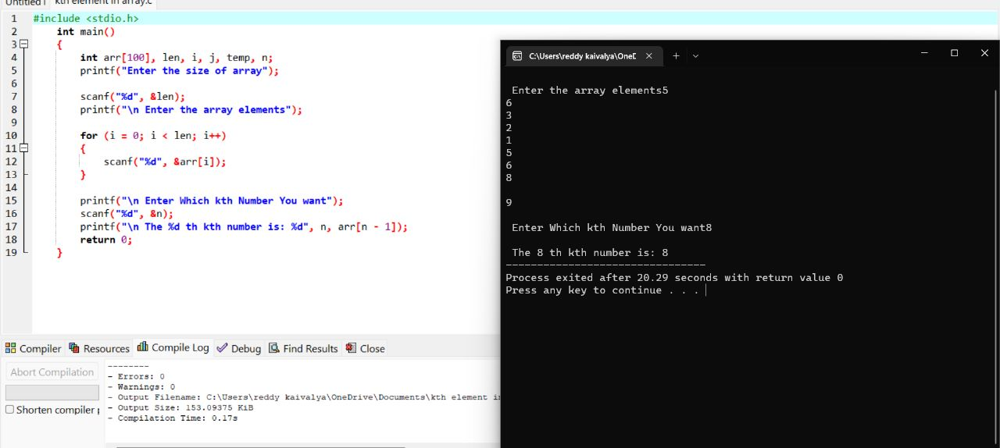 Untitled1 kth element in array.c
1 #include <stdio.h>
2 int main()
3 {
4 int arr[100], len, i, j, temp, n;
5 printf("Enter the size of array");
6
7 scanf("%d", &len);
8 printf("\n Enter the array elements");
9
10 for (i = 0; i < len; i++)
11 {
12 scanf("%d", &arr[i]);
13 }
14
15 printf("\n Enter Which kth Number You want");
16 scanf("%d", &n);
17 printf("\n The %d th kth number is: %d", n, arr[n - 1]);
18 return 0;
19 }
Compiler Resources Compile Log Debug Find Results Close
Abort Compilation
Shorten compiler p
--------
- Errors: 0
- Warnings: 0
- Output Filename: C:\Users\reddy kaivalya\OneDrive\Documents\kth element i
- Output Size: 153.09375 KiB
- Compilation Time: 0.17s
C:\Users\reddy kaivalya\OneD
Enter the array elements5
6
3
2
1
5
6
8
9
Enter Which kth Number You want8
The 8 th kth number is: 8
--------------------------------
Process exited after 20.29 seconds with return value 0
Press any key to continue . . .